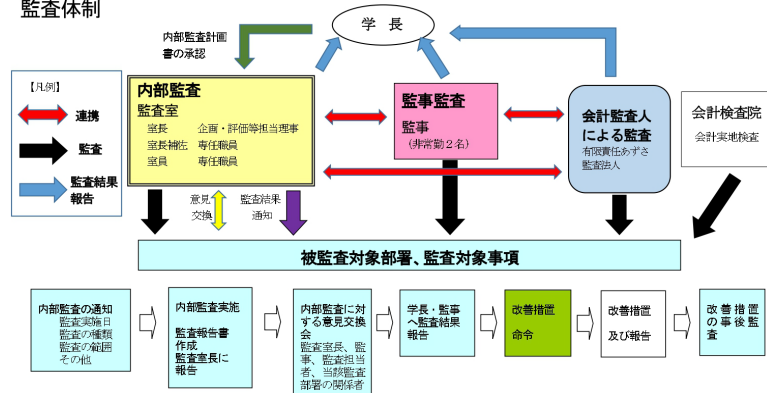 監査体制
学 長
内部監査計画
書の承認
【凡例】
連携
監査
監査結果
報告
内部監査
監査室
室長 企画・評価等担当理事
室長補佐 専任職員
室員 専任職員
監事監査
監事
(非常勤2名)
会計監査人
による監査
有限責任あずさ
監査法人
会計検査院
会計実地検査
意見
交換
監査結果
通知
被監査対象部署、監査対象事項
内部監査の通知
監査実施日
監査の種類
監査の範囲
その他
内部監査実施
監査報告書
作成
監査室長に
報告
内部監査に対
する意見交換
会
監査室長、監
事、監査担当
者、当該監査
部署の関係者
学長・監事
へ監査結果
報告
改善措置
命令
改善措置
及び報告
改善措置
の事後監
査